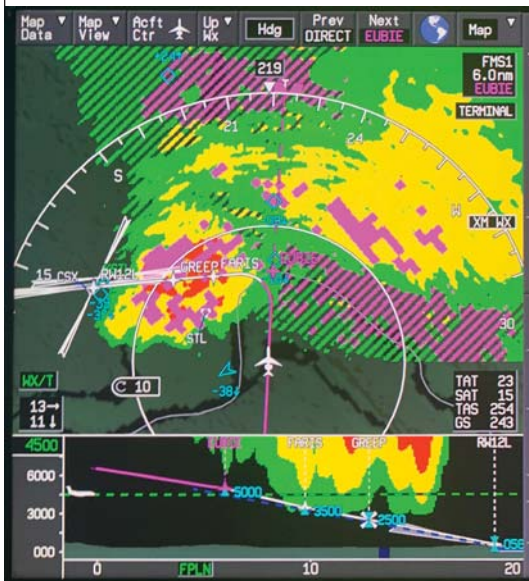 Map Data
Map View
Acft Ctr
Up Wx
Hdg
Prev DIRECT
Next EUBIE
Map
FMS1
6.0nm
EUBIE
TERMINAL
219
T
21
24
S
W
XM WX
30
15 rsx
RW12L
GREEP
PARIS
STL
-38↓
WX/T
13→
11↓
C 10
TAT 23
SAT 15
TAS 254
GS 243
4500
EUBIE
PARIS
GREEP
RW12L
6000
3000
000
5000
3500
2500
0
FPLN
10
20